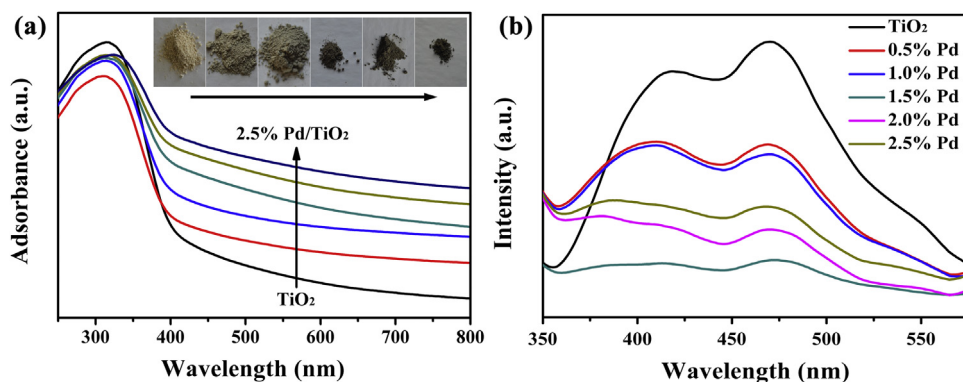 (a)
Adsorbance (a.u.)
2.5% Pd/TiO₂
TiO₂
300 400 500 600 700 800
Wavelength (nm)
(b)
Intensity (a.u.)
TiO₂
0.5% Pd
1.0% Pd
1.5% Pd
2.0% Pd
2.5% Pd
350 400 450 500 550
Wavelength (nm)